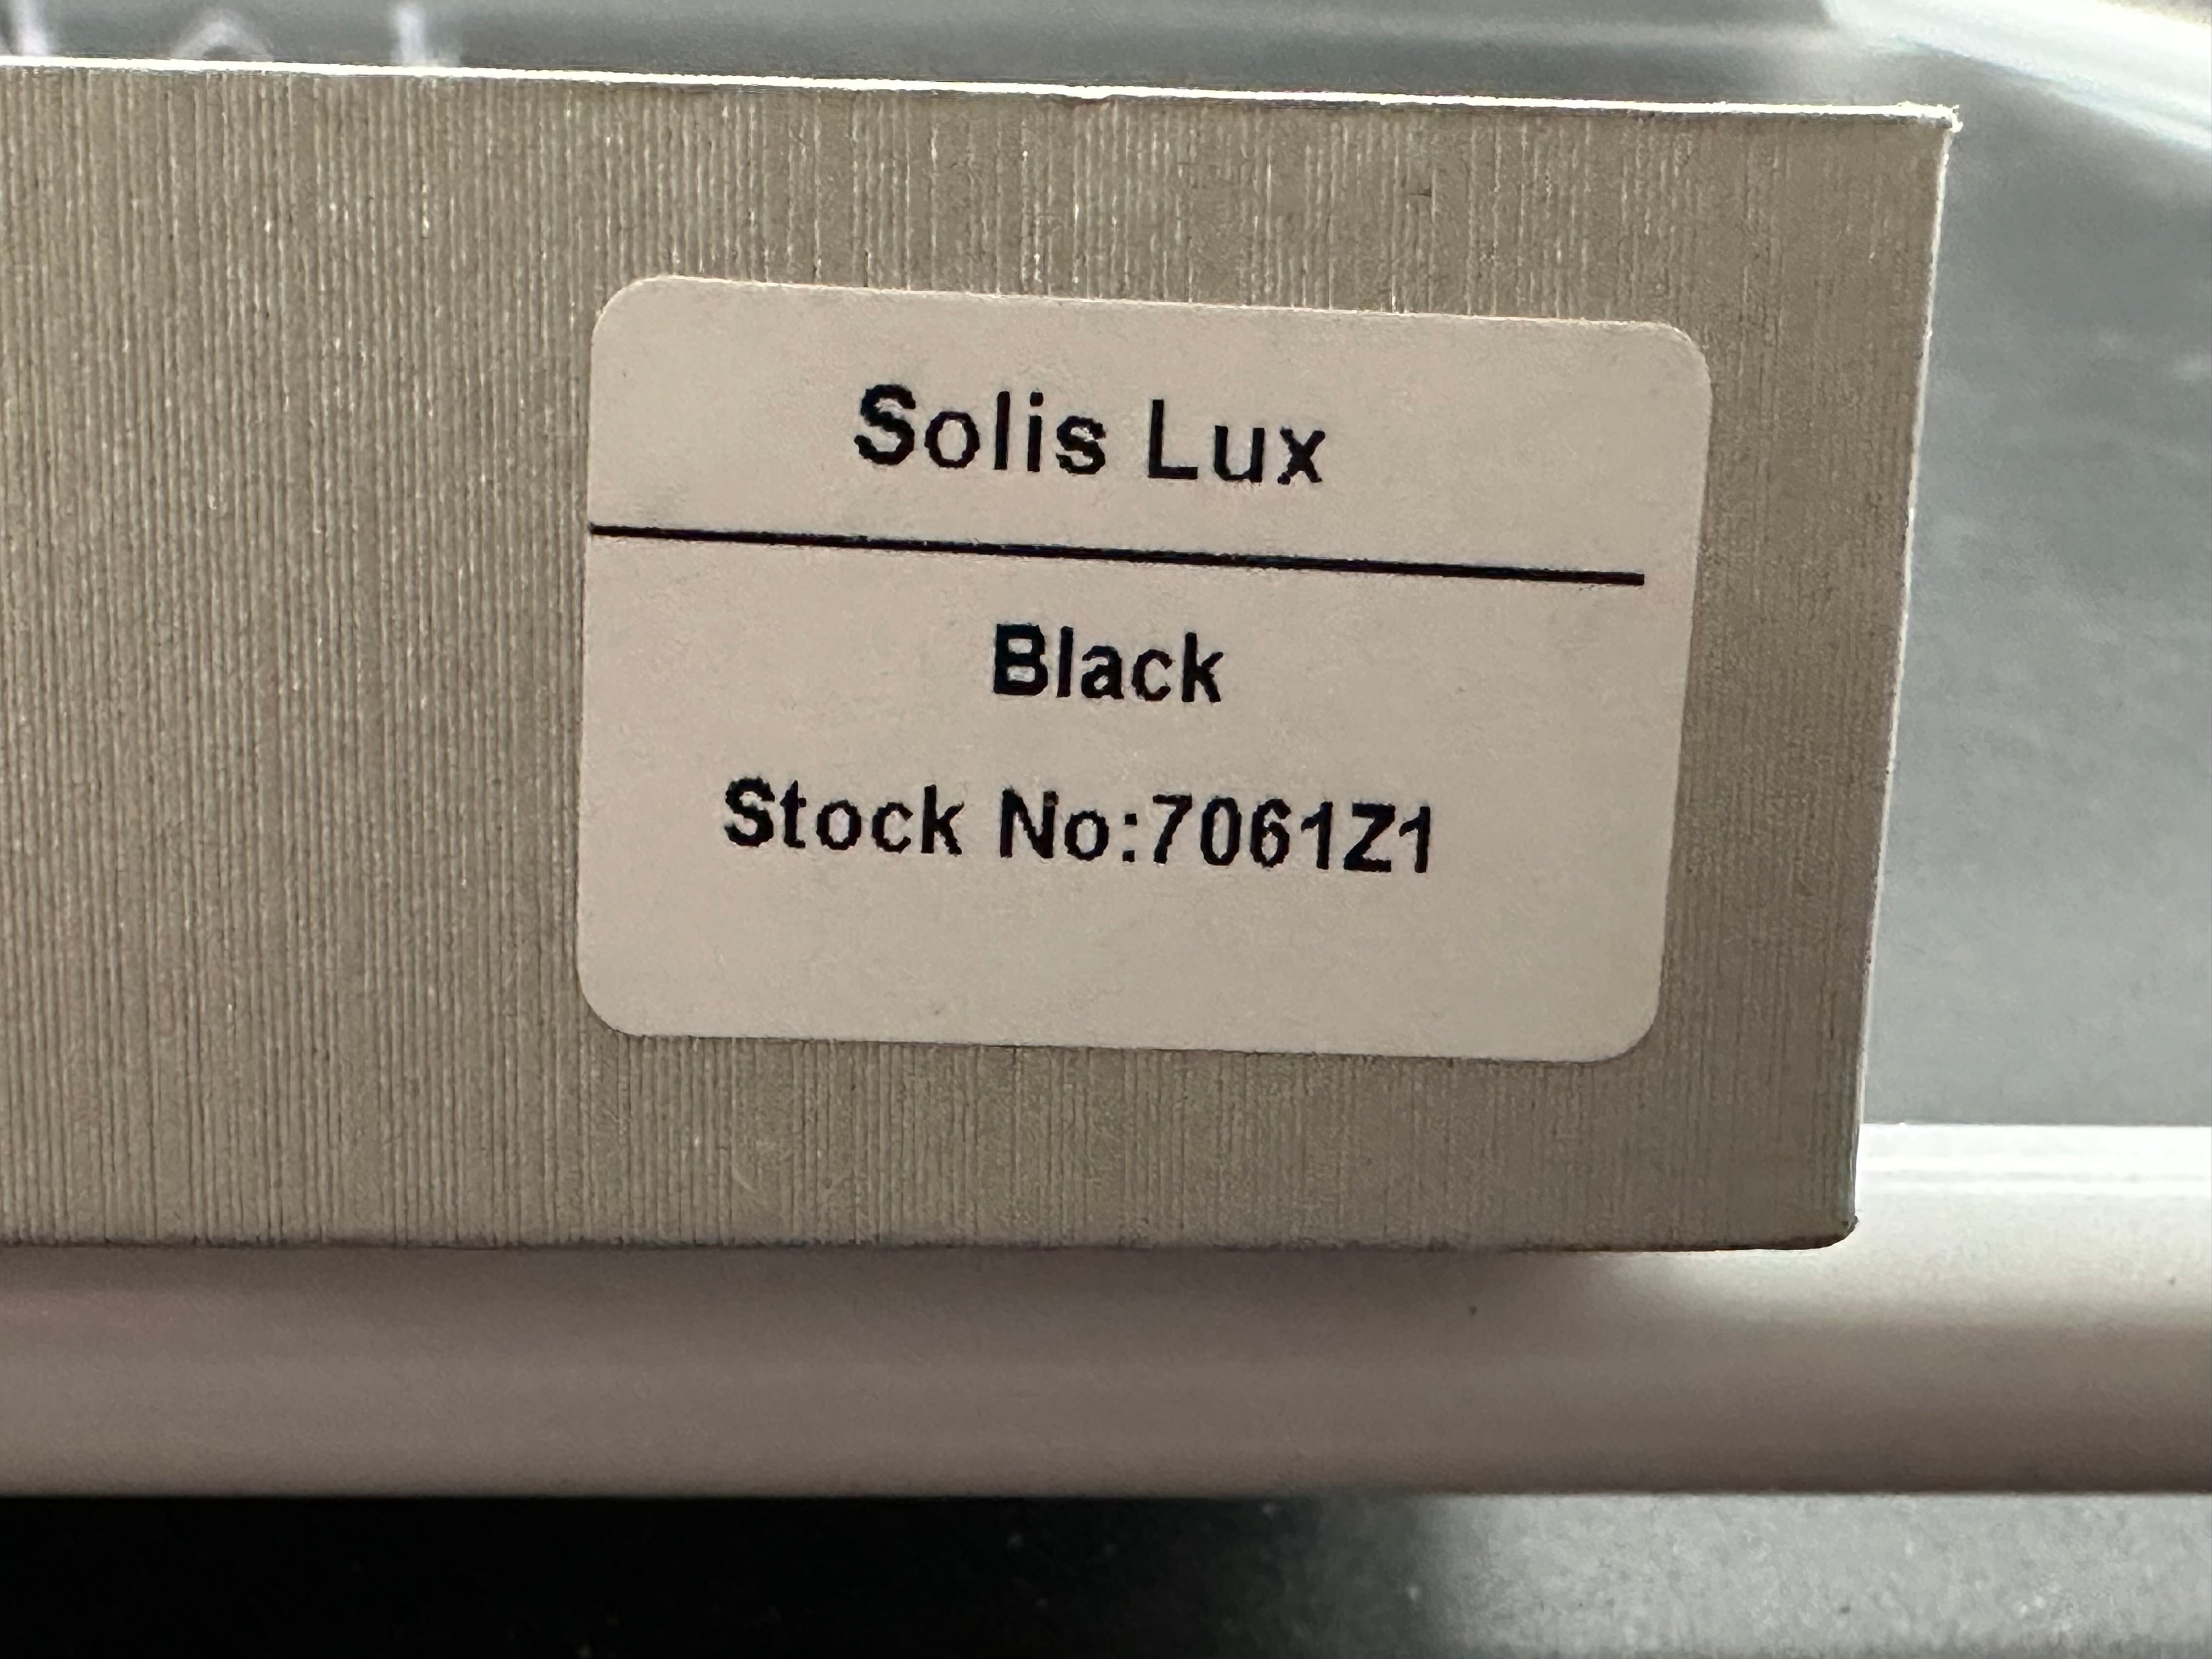 Solis Lux
Black
Stock No:7061Z1